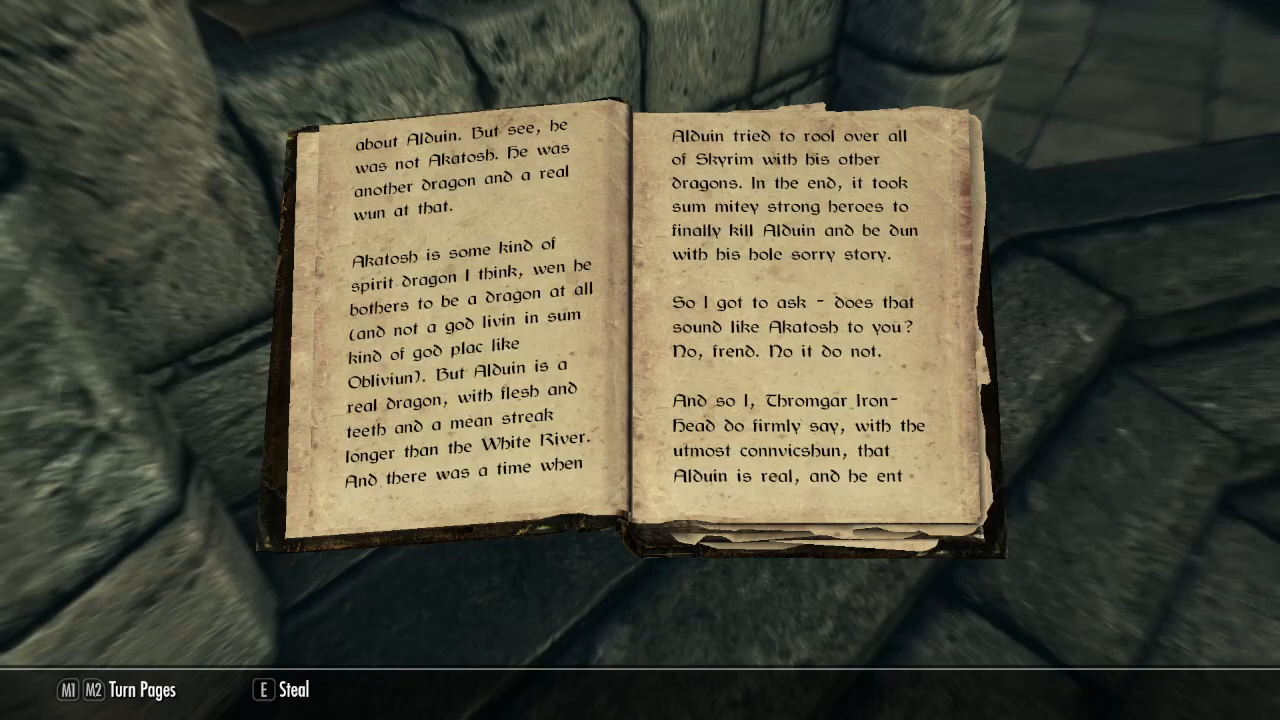 about Alduin. But see, he
was not Akatosh. He was
another dragon and a real
wun at that.
Akatosh is some kind of
spirit dragon I think, wen he
bothers to be a dragon at all
(and not a god livin in sum
kind of god plac like
Obliviun). But Alduin is a
real dragon, with flesh and
teeth and a mean streak
longer than the White River.
And there was a time when
Alduin tried to rool over all
of Skyrim with his other
dragons. In the end, it took
sum mitey strong heroes to
finally kill Alduin and be dun
with his hole sorry story.
So I got to ask - does that
sound like Akatosh to you?
No, frend. No it do not.
And so I, Thromgar Iron-
Head do firmly say, with the
utmost connvicshun, that
Alduin is real, and he ent
M1 M2 Turn Pages E Steal